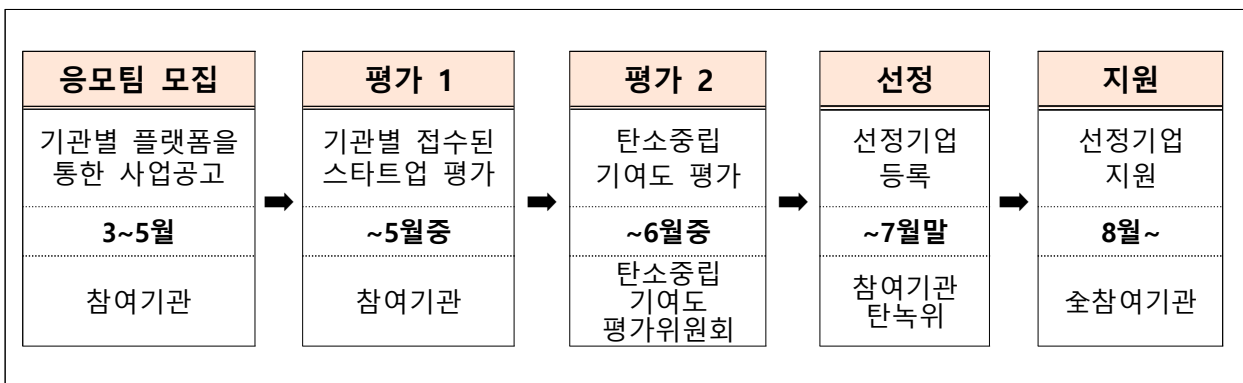 응모팀 모집
기관별 플랫폼을
통한 사업공고
3~5월
참여기관
평가 1
기관별 접수된
스타트업 평가
~5월중
참여기관
평가 2
탄소중립
기여도 평가
~6월중
탄소중립
기여도
평가위원회
선정
선정기업
등록
~7월말
참여기관
탄녹위
지원
선정기업
지원
8월~
全참여기관